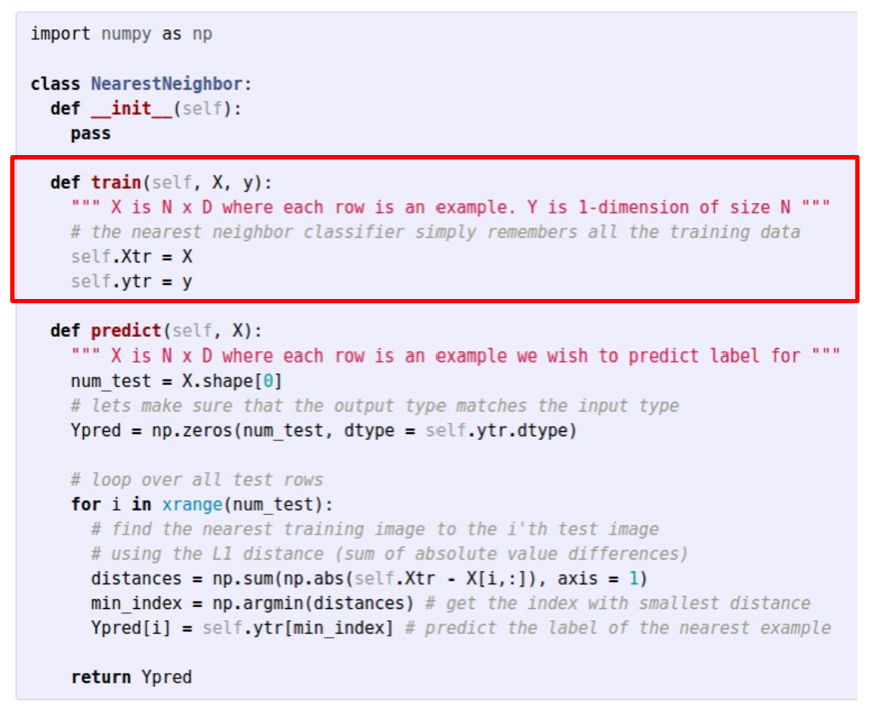 import numpy as np
class NearestNeighbor:
def __init__(self):
pass
def train(self, X, y):
""" X is N x D where each row is an example. Y is 1-dimension of size N """
# the nearest neighbor classifier simply remembers all the training data
self.Xtr = X
self.ytr = y
def predict(self, X):
""" X is N x D where each row is an example we wish to predict label for """
num_test = X.shape[0]
# lets make sure that the output type matches the input type
Ypred = np.zeros(num_test, dtype = self.ytr.dtype)
# loop over all test rows
for i in xrange(num_test):
# find the nearest training image to the i'th test image
# using the L1 distance (sum of absolute value differences)
distances = np.sum(np.abs(self.Xtr - X[i,:]), axis = 1)
min_index = np.argmin(distances) # get the index with smallest distance
Ypred[i] = self.ytr[min_index] # predict the label of the nearest example
return Ypred